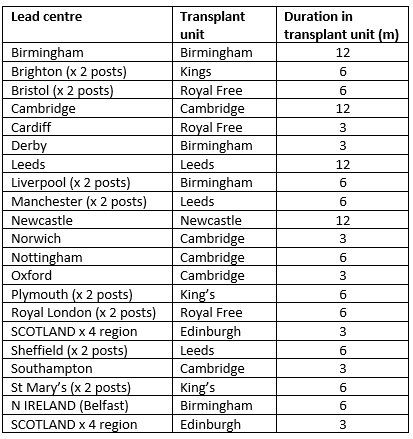 Lead centre Transplant unit Duration in transplant unit (m)
Birmingham Birmingham 12
Brighton (x 2 posts) Kings 6
Bristol (x 2 posts) Royal Free 6
Cambridge Cambridge 12
Cardiff Royal Free 3
Derby Birmingham 3
Leeds Leeds 12
Liverpool (x 2 posts) Birmingham 6
Manchester (x 2 posts) Leeds 6
Newcastle Newcastle 12
Norwich Cambridge 3
Nottingham Cambridge 6
Oxford Cambridge 3
Plymouth (x 2 posts) King’s 6
Royal London (x 2 posts) Royal Free 6
SCOTLAND x 4 region Edinburgh 3
Sheffield (x 2 posts) Leeds 6
Southampton Cambridge 3
St Mary’s (x 2 posts) King’s 6
N IRELAND (Belfast) Birmingham 6
SCOTLAND x 4 region Edinburgh 3